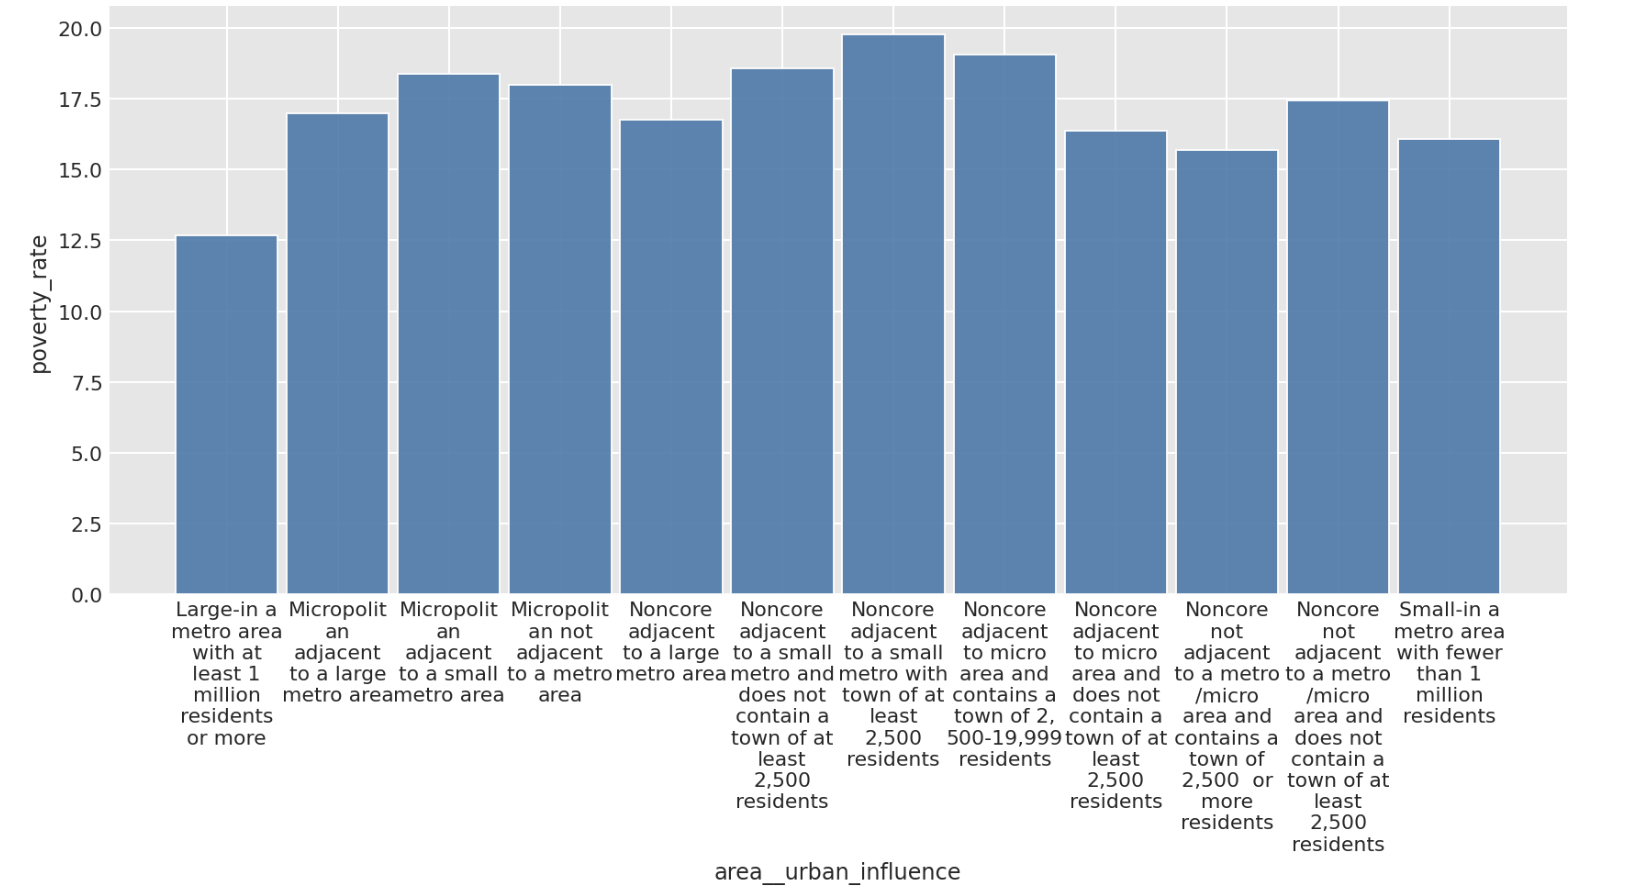 20.0
17.5
15.0
12.5
10.0
7.5
5.0
2.5
0.0
poverty_rate
Large-in a
metro area
with at
least 1
million
residents
or more
Micropolit
an
adjacent
to a large
metro area
Micropolit
an
adjacent
to a small
metro area
Micropolit
an not
adjacent
to a metro
area
Noncore
adjacent
to a large
metro area
Noncore
adjacent
to a small
metro and
does not
contain a
town of at
least
2,500
residents
Noncore
adjacent
to a small
metro with
town of at
least
2,500
residents
Noncore
adjacent
to micro
area and
contains a
town of 2,
500-19,999
residents
Noncore
adjacent
to micro
area and
does not
contain a
town of at
least
2,500
residents
Noncore
not
adjacent
to a metro
/micro
area and
contains a
town of
2,500  or
more
residents
Noncore
not
adjacent
to a metro
/micro
area and
does not
contain a
town of at
least
2,500
residents
Small-in a
metro area
with fewer
than 1
million
residents
area__urban_influence